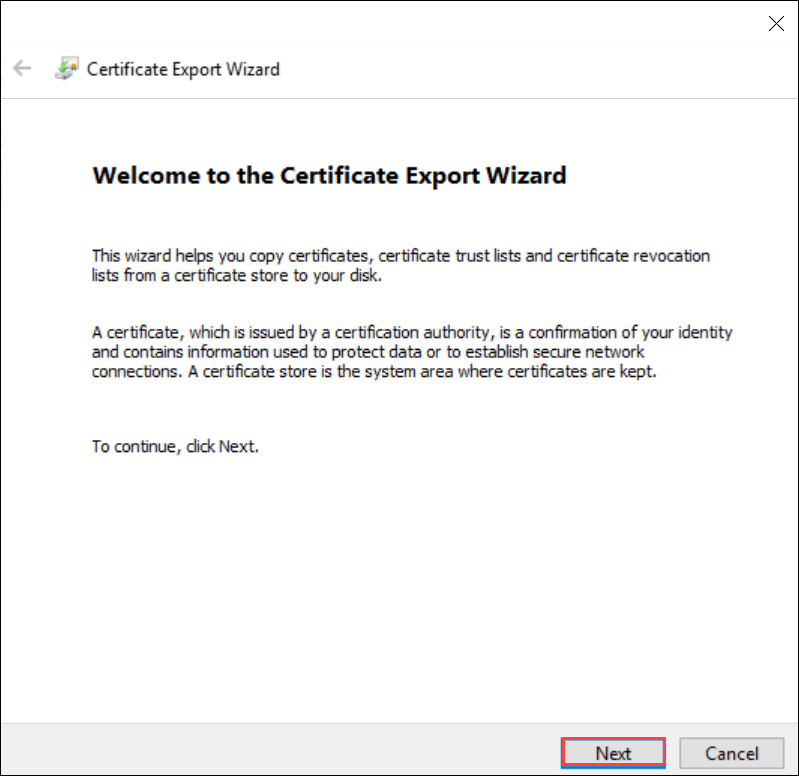 Certificate Export Wizard
Welcome to the Certificate Export Wizard
This wizard helps you copy certificates, certificate trust lists and certificate revocation
lists from a certificate store to your disk.
A certificate, which is issued by a certification authority, is a confirmation of your identity
and contains information used to protect data or to establish secure network
connections. A certificate store is the system area where certificates are kept.
To continue, click Next.
Next Cancel